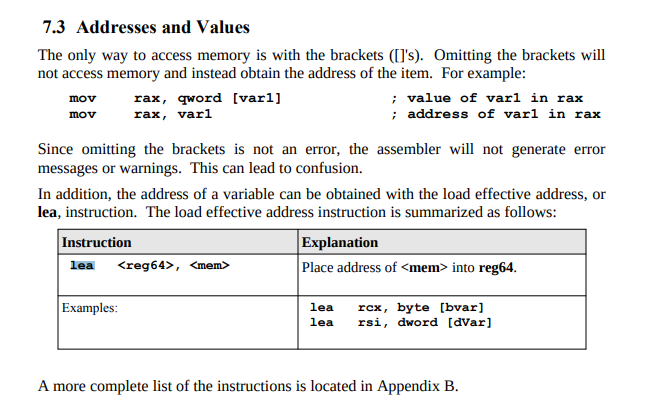 7.3 Addresses and Values
The only way to access memory is with the brackets ([]'s). Omitting the brackets will
not access memory and instead obtain the address of the item. For example:
mov rax, qword [var1] ; value of var1 in rax
mov rax, var1 ; address of var1 in rax
Since omitting the brackets is not an error, the assembler will not generate error
messages or warnings. This can lead to confusion.
In addition, the address of a variable can be obtained with the load effective address, or
lea, instruction. The load effective address instruction is summarized as follows:
Instruction Explanation
lea <reg64>, <mem> Place address of <mem> into reg64.
Examples: lea rcx, byte [bvar]
lea rsi, dword [dVar]
A more complete list of the instructions is located in Appendix B.